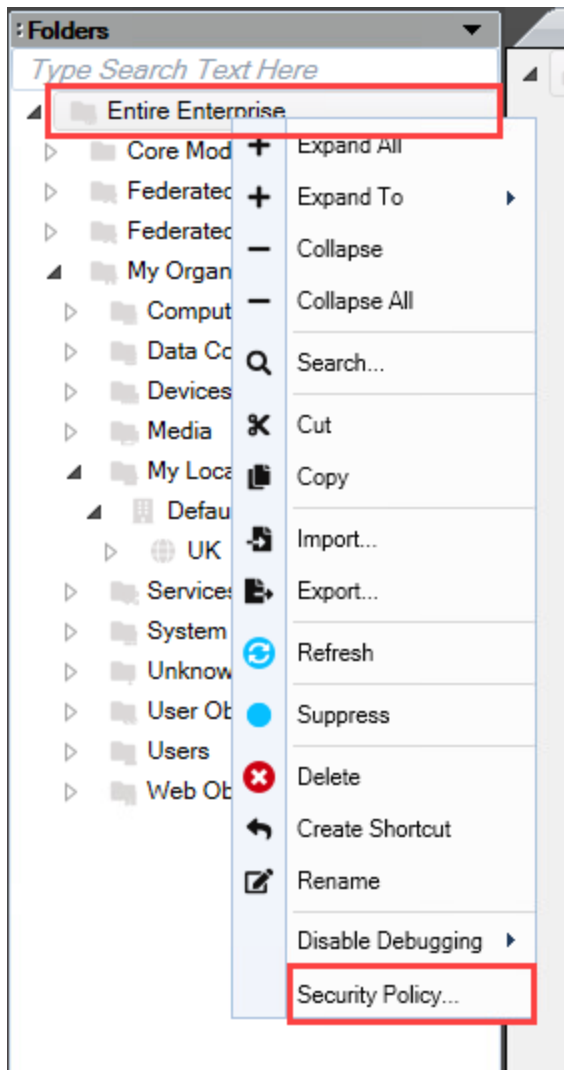 Folders
Type Search Text Here
Entire Enterprise
Core Mod
Federated
Federated
My Organ
Comput
Data Co
Devices
Media
My Loca
Defau
UK
Services
System
Unknow
User Ob
Users
Web Ob
Expand All
Expand To
Collapse
Collapse All
Search...
Cut
Copy
Import...
Export...
Refresh
Suppress
Delete
Create Shortcut
Rename
Disable Debugging
Security Policy...